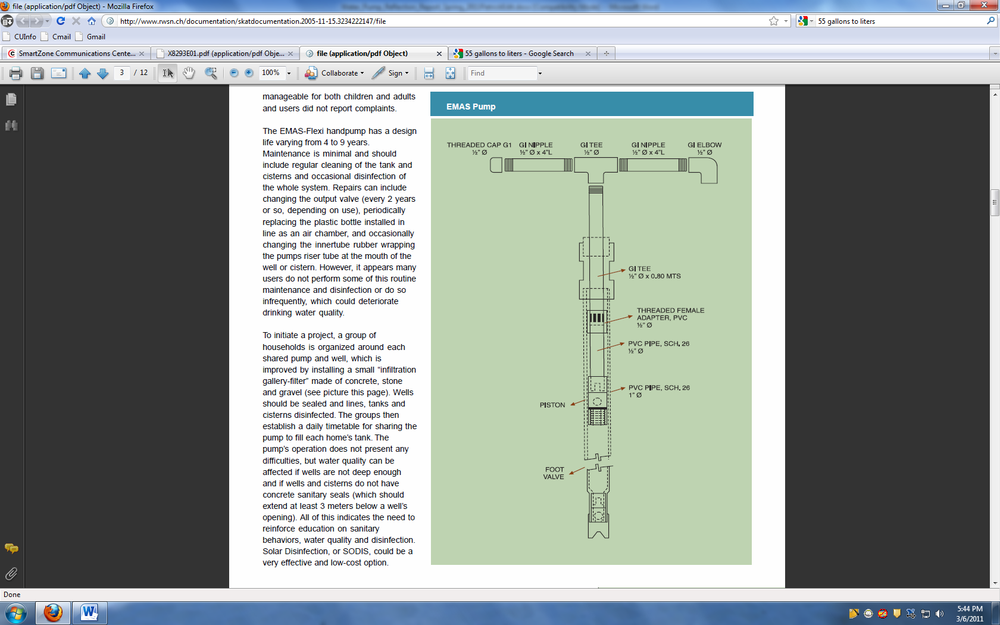 file (application/pdf Object) - Mozilla Firefox
http://www.rwsn.ch/documentation/skatdocumentation.2005-11-15.3234222147/file
55 gallons to liters
CUInfo Cmail Gmail
SmartZone Communications Cente...
X8293E01.pdf (application/pdf Obje...
file (application/pdf Object)
55 gallons to liters - Google Search
3 / 12
100%
Collaborate
Sign
Find
manageable for both children and adults
and users did not report complaints.
The EMAS-Flexi handpump has a design
life varying from 4 to 9 years.
Maintenance is minimal and should
include regular cleaning of the tank and
cisterns and occasional disinfection of
the whole system. Repairs can include
changing the output valve (every 2 years
or so, depending on use), periodically
replacing the plastic bottle installed in
line as an air chamber, and occasionally
changing the innertube rubber wrapping
the pumps riser tube at the mouth of the
well or cistern. However, it appears many
users do not perform some of this routine
maintenance and disinfection or do so
infrequently, which could deteriorate
drinking water quality.
To initiate a project, a group of
households is organized around each
shared pump and well, which is
improved by installing a small “infiltration
gallery-filter” made of concrete, stone
and gravel (see picture this page). Wells
should be sealed and lines, tanks and
cisterns disinfected. The groups then
establish a daily timetable for sharing the
pump to fill each home’s tank. The
pump’s operation does not present any
difficulties, but water quality can be
affected if wells are not deep enough
and if wells and cisterns do not have
concrete sanitary seals (which should
extend at least 3 meters below a well’s
opening). All of this indicates the need to
reinforce education on sanitary
behaviors, water quality and disinfection.
Solar Disinfection, or SODIS, could be a
very effective and low-cost option.
EMAS Pump
THREADED CAP G1
½” Ø
GI NIPPLE
½” Ø x 4”L
GI TEE
½” Ø
GI NIPPLE
½” Ø x 4”L
GI ELBOW
½” Ø
GI TEE
½” Ø x 0.80 MTS
THREADED FEMALE
ADAPTER, PVC
½” Ø
PVC PIPE, SCH. 26
½” Ø
PVC PIPE, SCH. 26
1” Ø
PISTON
FOOT
VALVE
Done
5:44 PM
3/6/2011